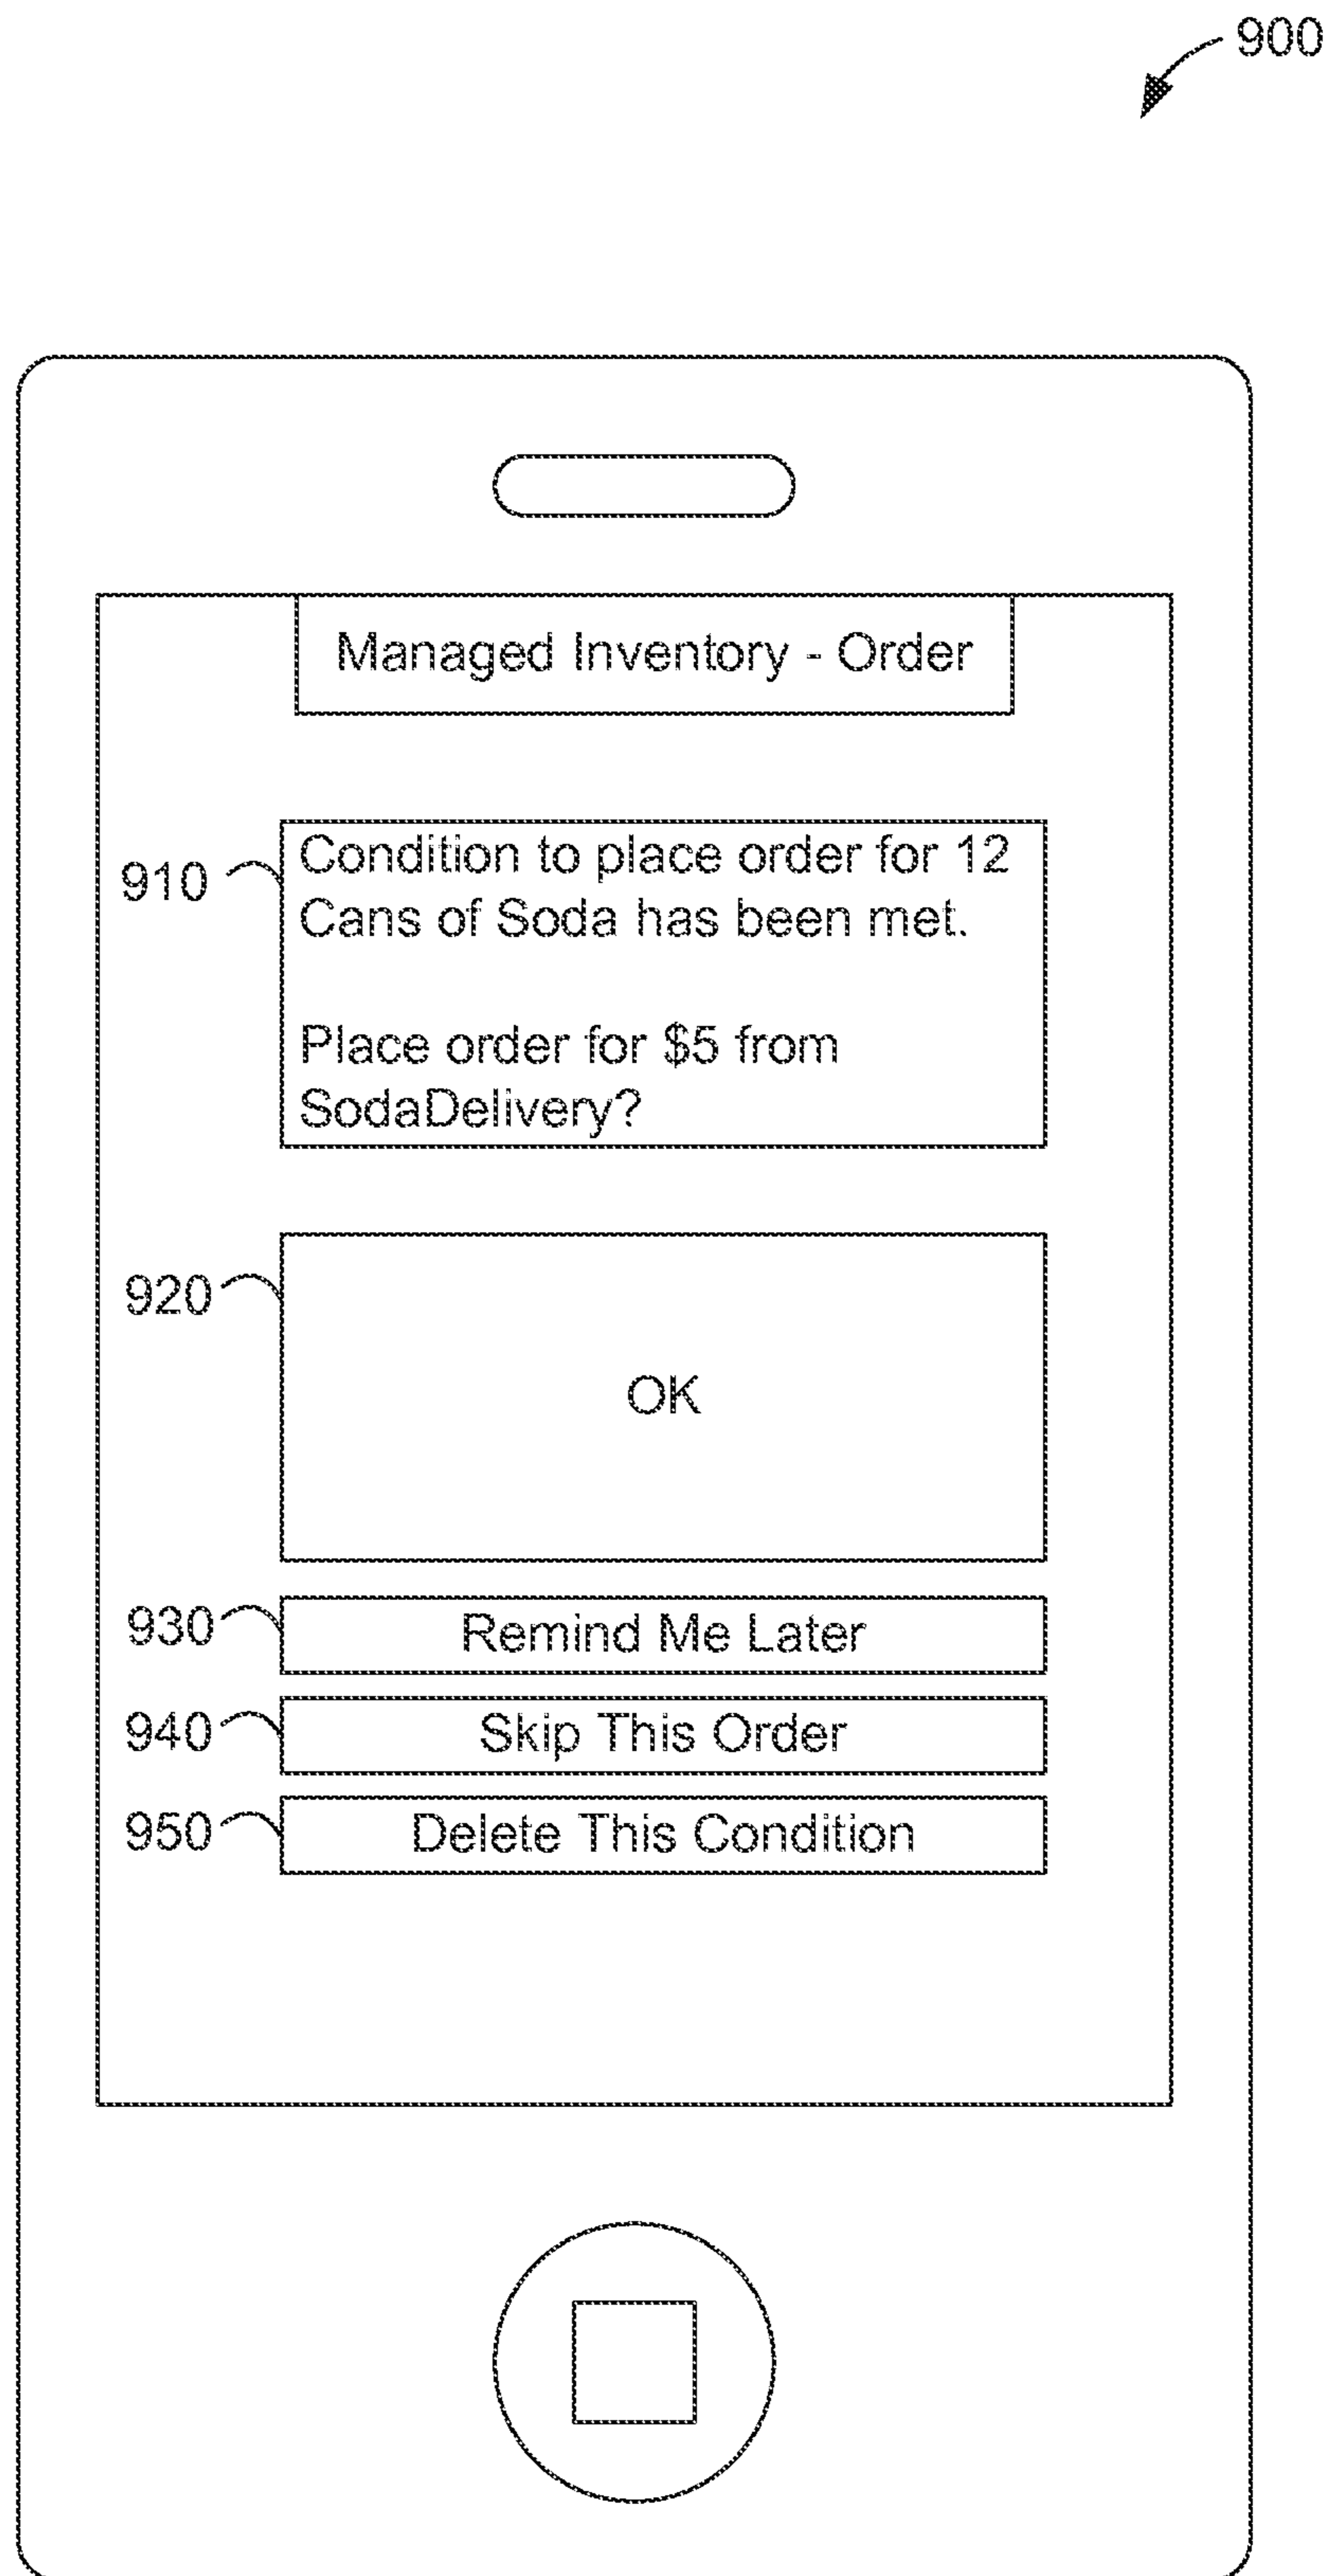 900
Managed Inventory - Order
910
Condition to place order for 12
Cans of Soda has been met.
Place order for $5 from
SodaDelivery?
920
OK
930
Remind Me Later
940
Skip This Order
950
Delete This Condition